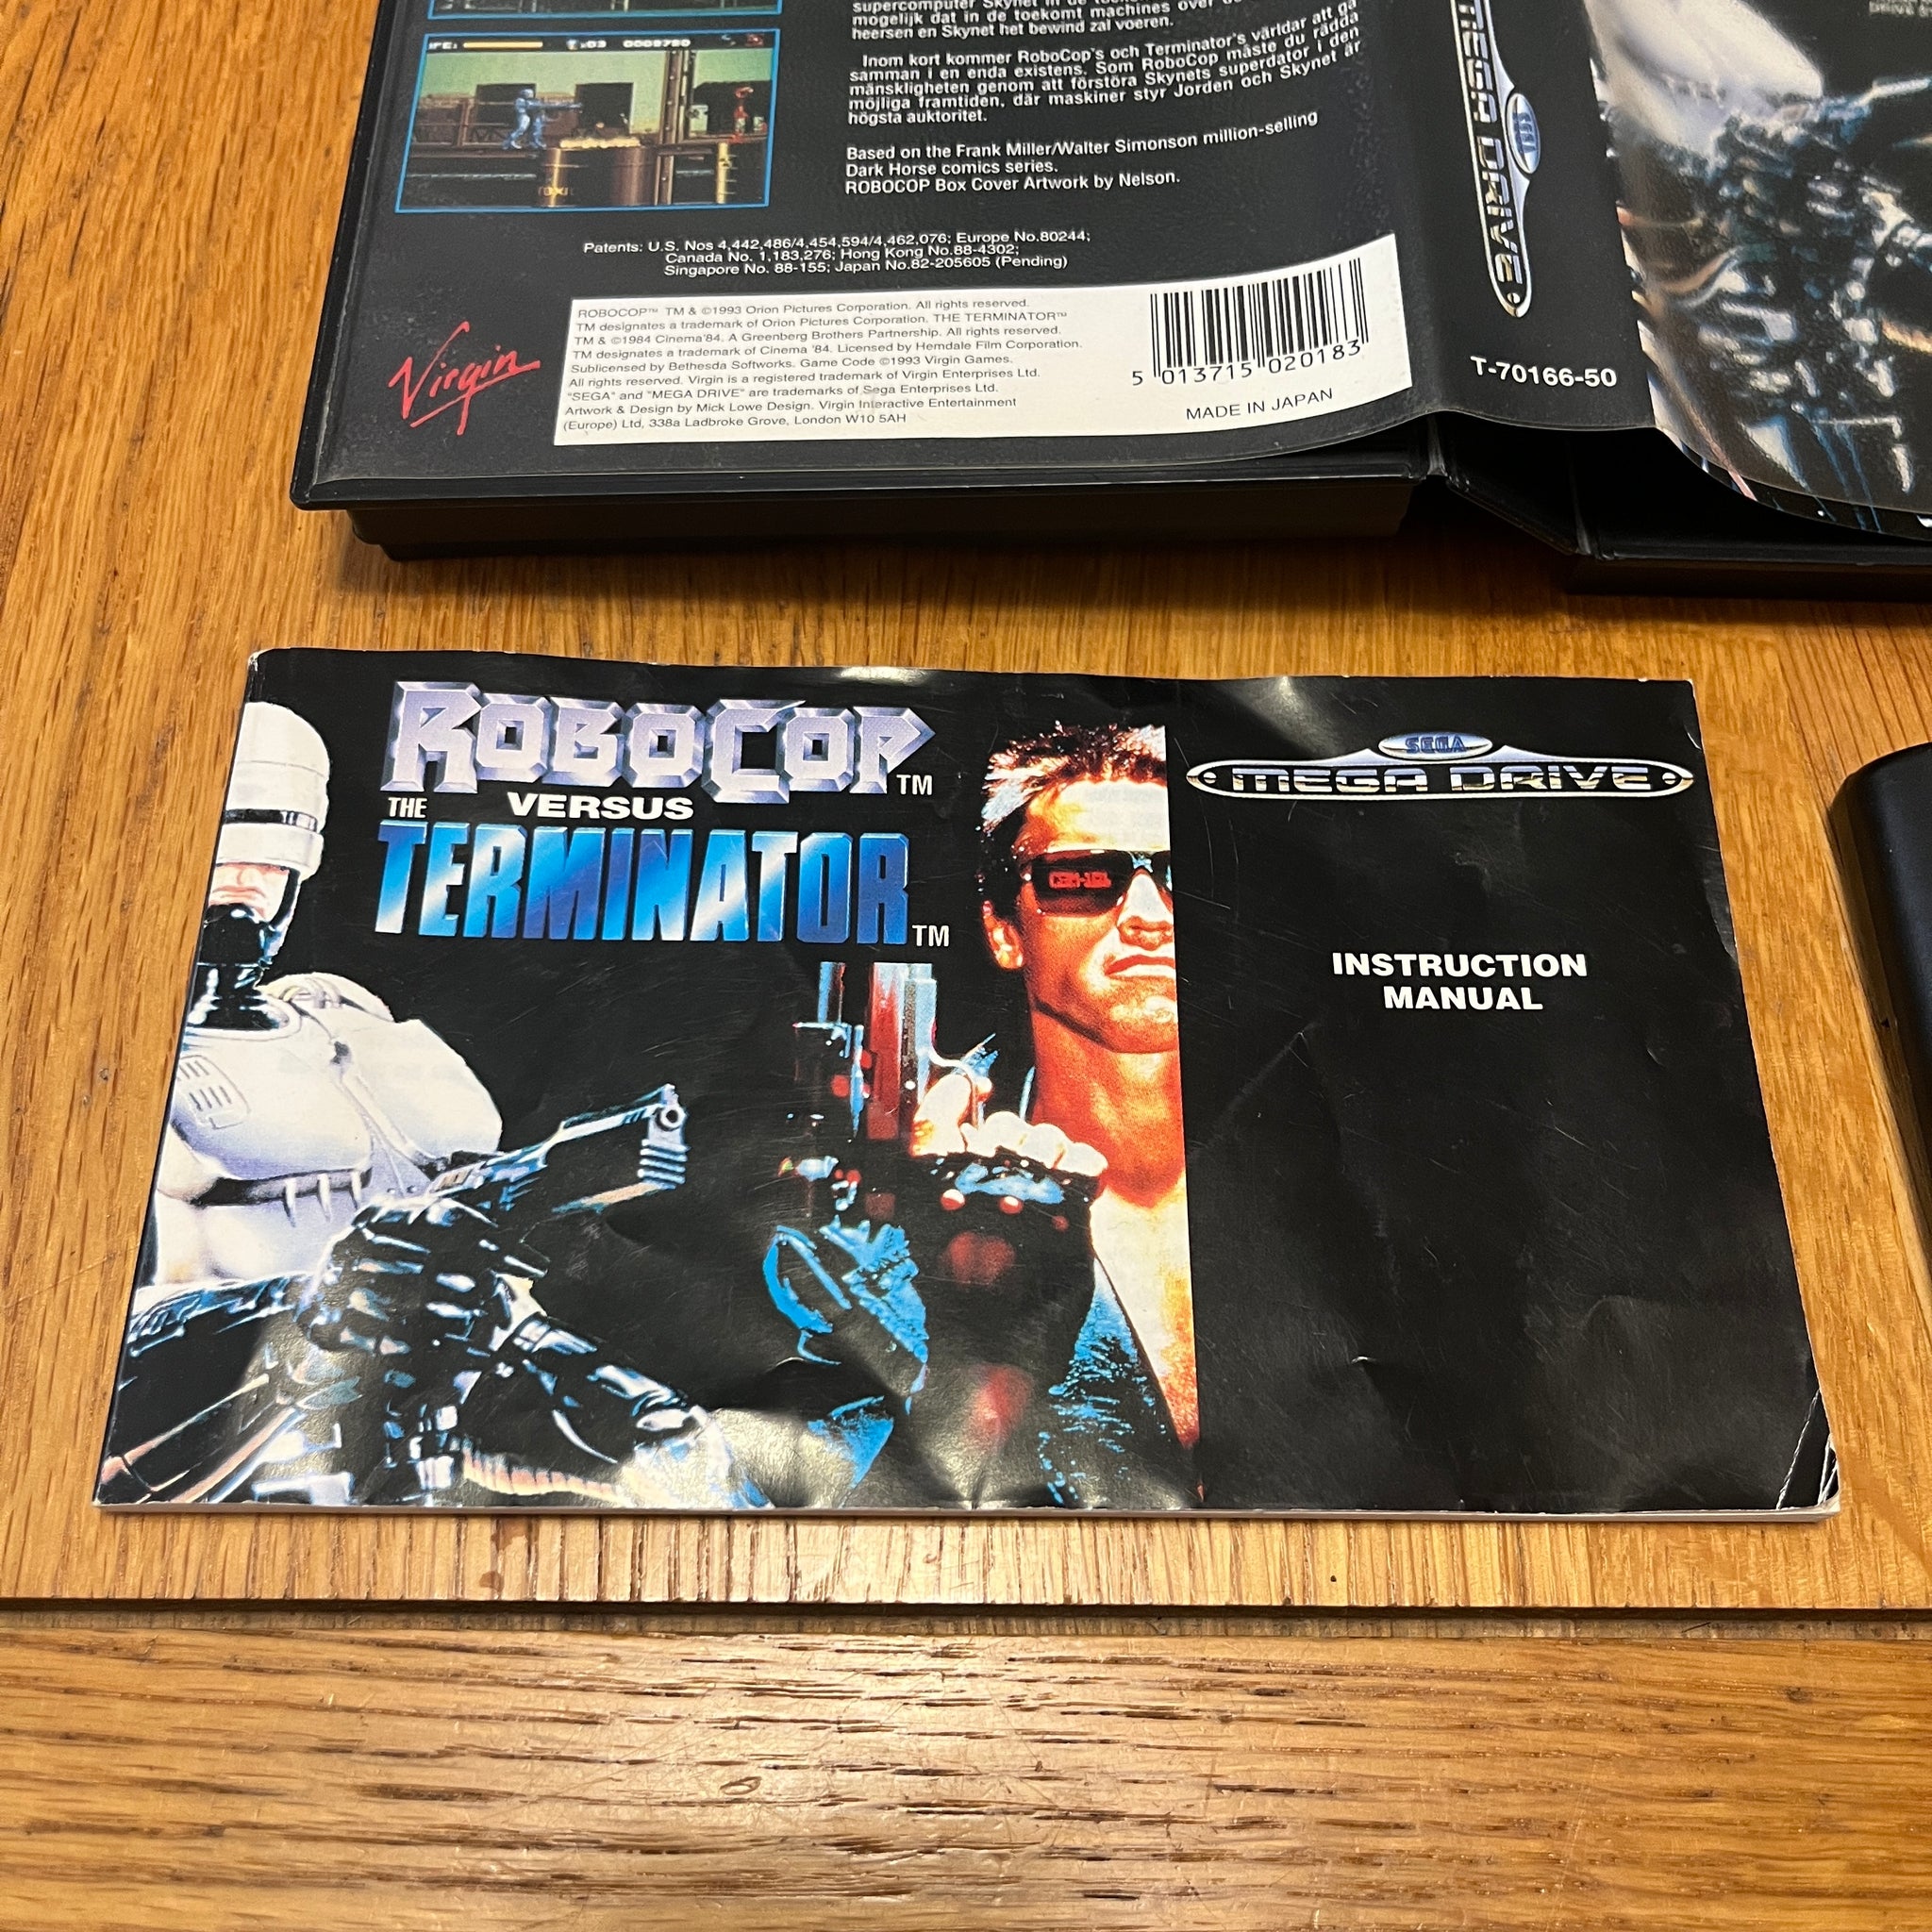 supercomputer Skynet in de
mogelijk dat in de toekomt machines over de
heersen en Skynet het bewind zal voeren.
Inom kort kommer RoboCop's och Terminator's världar att gå
samman i en enda existens. Som RoboCop måste du rädda
mänskligheten genom att förstöra Skynets superdator i den
möjliga framtiden, där maskiner styr Jorden och Skynet är
högsta auktoritet.
Based on the Frank Miller/Walter Simonson million-selling
Dark Horse comics series.
ROBOCOP Box Cover Artwork by Nelson.
Patents: U.S. Nos 4,442,486/4,454,594/4,462,076; Europe No.80244;
Canada No. 1,183,276; Hong Kong No.88-4302;
Singapore No. 88-155; Japan No.82-205605 (Pending)
Virgin
ROBOCOP™ TM & ©1993 Orion Pictures Corporation. All rights reserved.
TM designates a trademark of Orion Pictures Corporation. THE TERMINATOR™
TM & ©1984 Cinema'84. A Greenberg Brothers Partnership. All rights reserved.
TM designates a trademark of Cinema '84. Licensed by Hemdale Film Corporation.
Sublicensed by Bethesda Softworks. Game Code ©1993 Virgin Games.
All rights reserved. Virgin is a registered trademark of Virgin Enterprises Ltd.
"SEGA" and "MEGA DRIVE" are trademarks of Sega Enterprises Ltd.
Artwork & Design by Mick Lowe Design. Virgin Interactive Entertainment
(Europe) Ltd, 338a Ladbroke Grove, London W10 5AH
5 013715 020183
MADE IN JAPAN
SEGA
MEGA DRIVE
T-70166-50
ROBOCOP™
THE VERSUS
TERMINATOR™
SEGA
MEGA DRIVE
INSTRUCTION
MANUAL